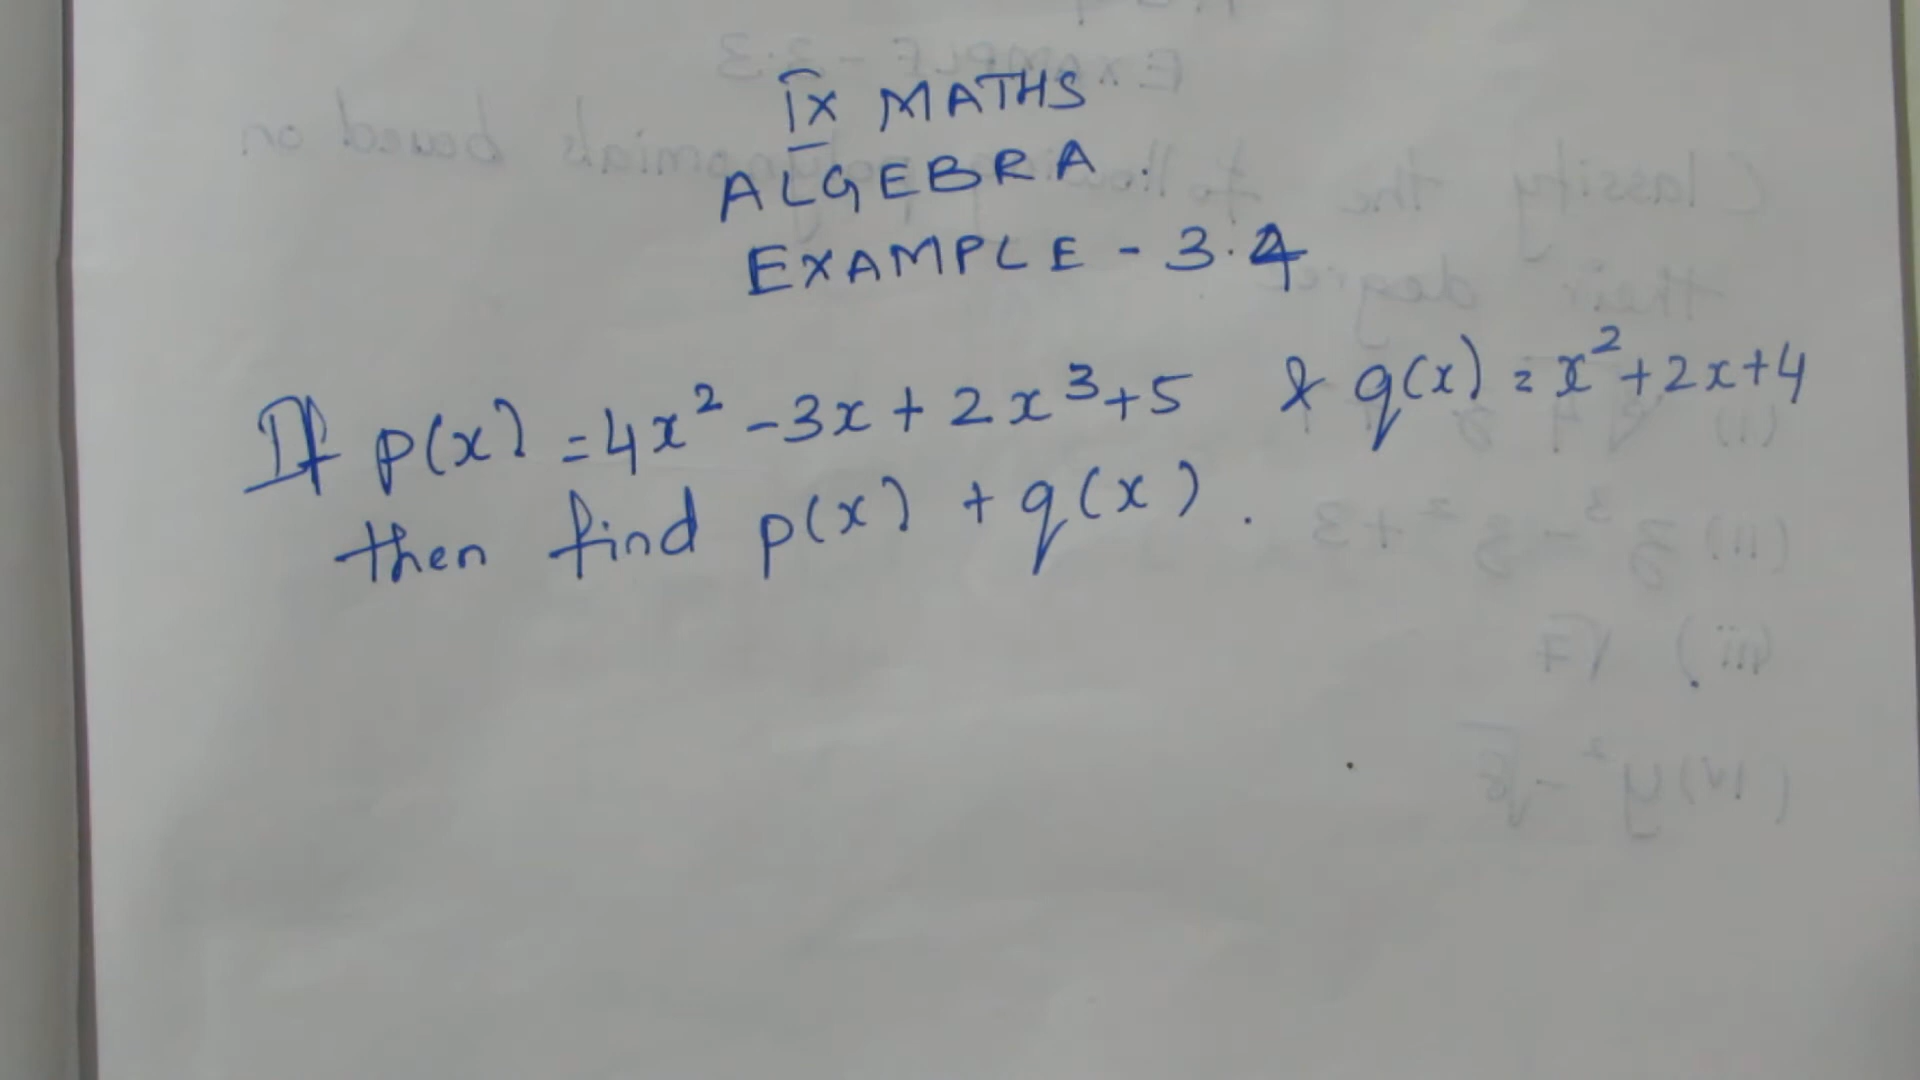 IX MATHS
ALGEBRA.
EXAMPLE - 3.4
If p(x) = 4x² - 3x + 2x³ + 5 & q(x) = x² + 2x + 4
then find p(x) + q(x).